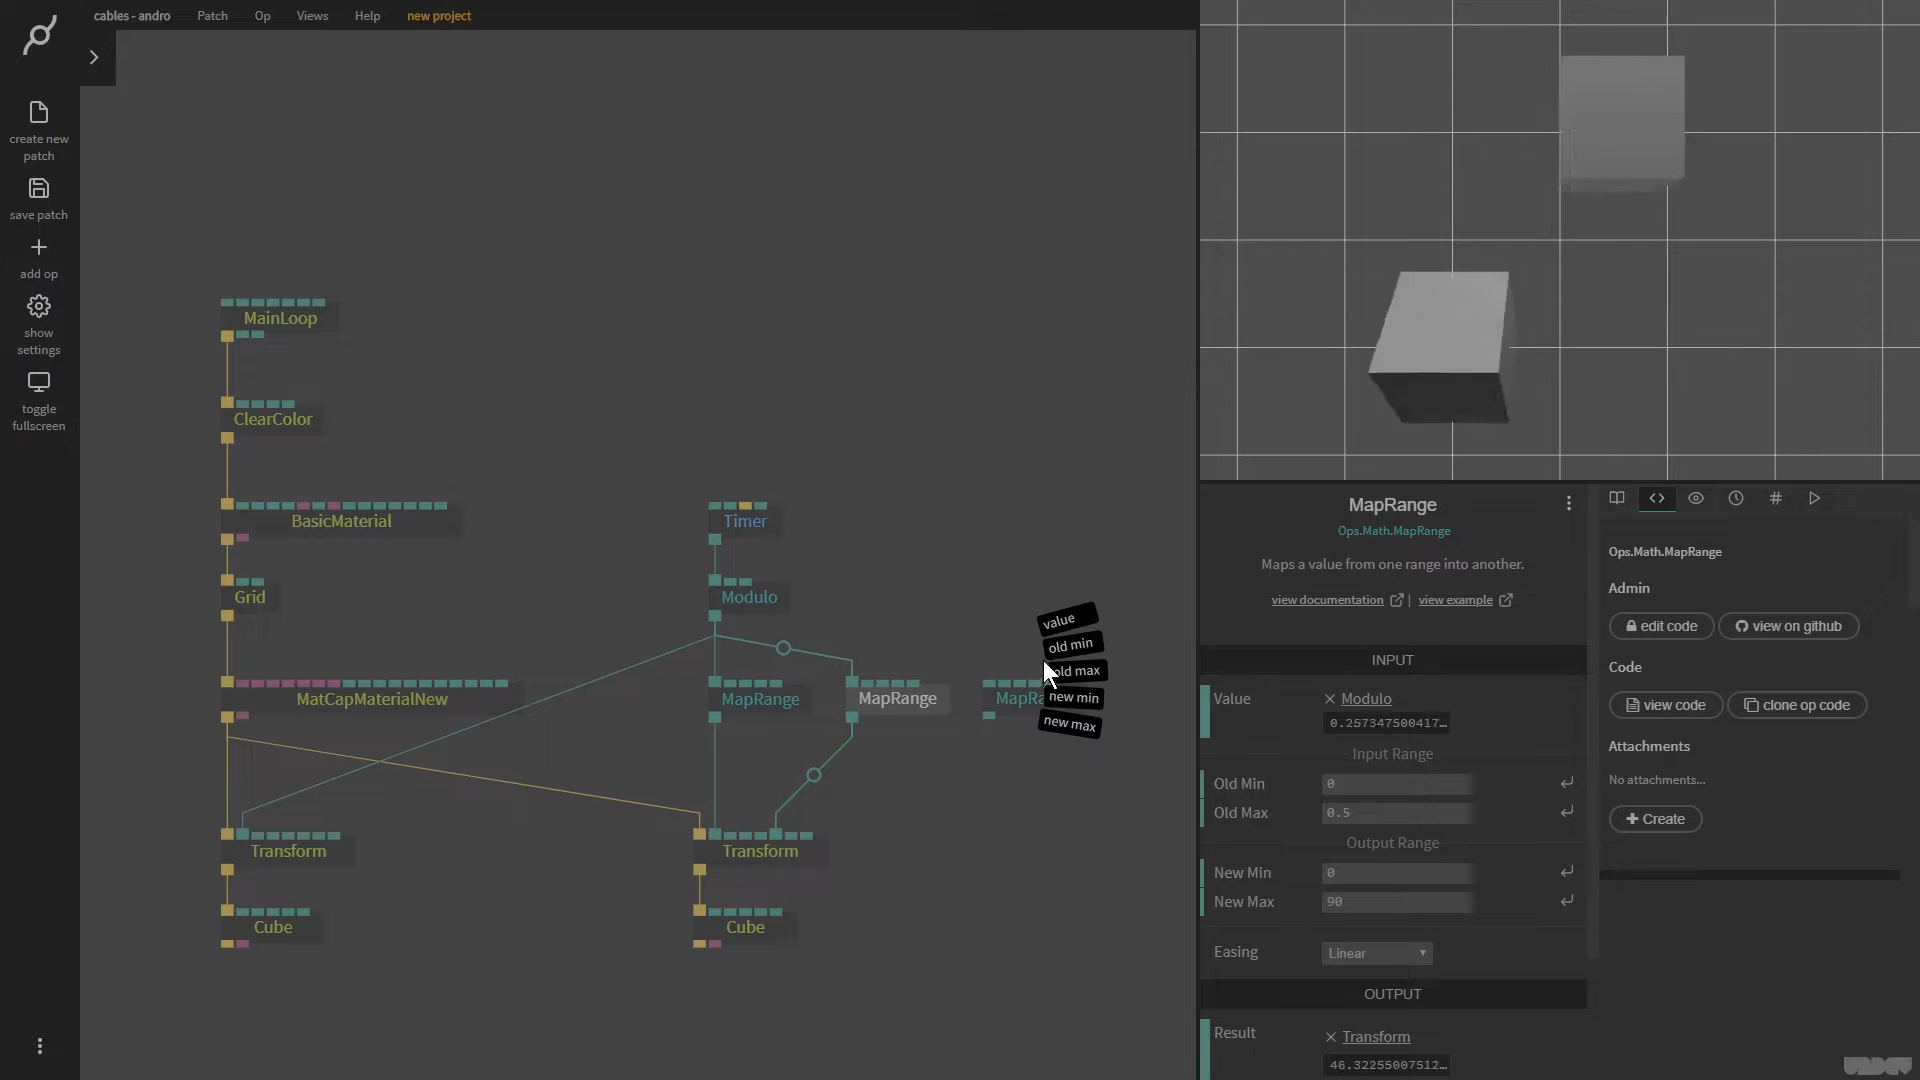 cables - andro
Patch
Op
Views
Help
new project
create new
patch
save patch
add op
show
settings
toggle
fullscreen
MainLoop
ClearColor
BasicMaterial
Grid
MatCapMaterialNew
Transform
Cube
Timer
Modulo
MapRange
MapRange
MapRa
value
old min
old max
new min
new max
Transform
Cube
MapRange
Ops.Math.MapRange
Maps a value from one range into another.
view documentation | view example
INPUT
Value
Modulo
0.257347500417…
Input Range
Old Min
0
Old Max
0.5
Output Range
New Min
0
New Max
90
Easing
Linear
OUTPUT
Result
Transform
46.32255007512…
Ops.Math.MapRange
Admin
edit code
view on github
Code
view code
clone op code
Attachments
No attachments...
Create
UNDEV